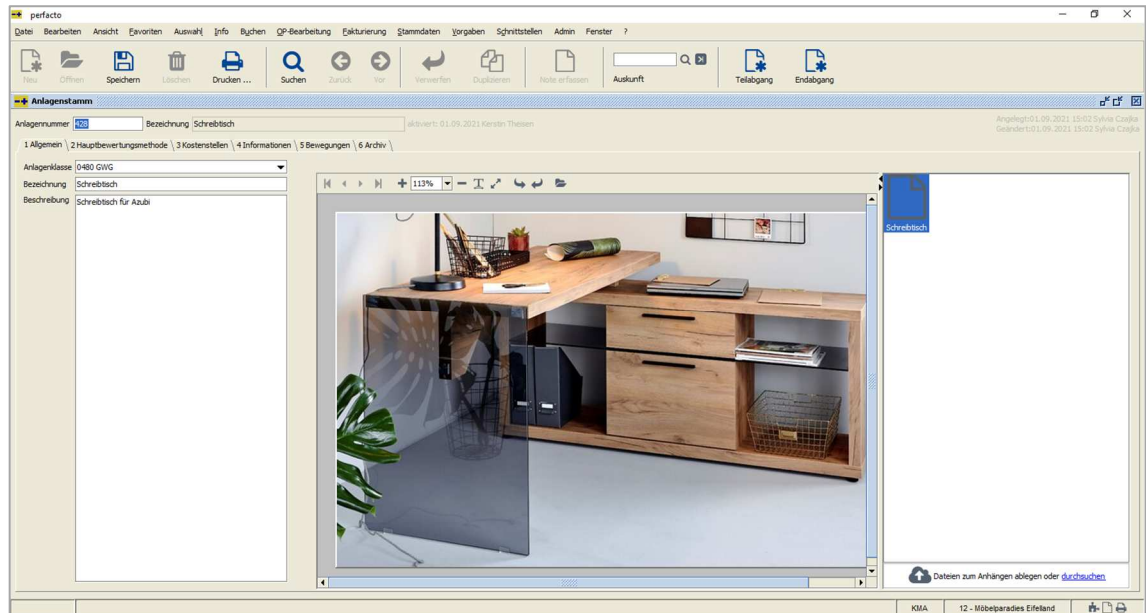 perfacto
Datei Bearbeiten Ansicht Favoriten Auswahl Info Buchen OP-Bearbeitung Fakturierung Stammdaten Vorgaben Schnittstellen Admin Fenster ?
Neu Öffnen Speichern Löschen Drucken ... Suchen Zurück Vor Verwerfen Duplizieren Note erfassen Auskunft Teilabgang Endabgang
Anlagenstamm
Anlagennummer 428 Bezeichnung Schreibtisch aktiviert: 01.09.2021 Kerstin Theisen
Angelegt:01.09.2021 15:02 Sylvia Czajka
Geändert:01.09.2021 15:02 Sylvia Czajka
1 Allgemein 2 Hauptbewertungsmethode 3 Kostenstellen 4 Informationen 5 Bewegungen 6 Archiv
Anlagenklasse 0480 GWG
Bezeichnung Schreibtisch
Beschreibung Schreibtisch für Azubi
113%
Schreibtisch
Dateien zum Anhängen ablegen oder durchsuchen
KMA 12 - Möbelparadies Eifelland